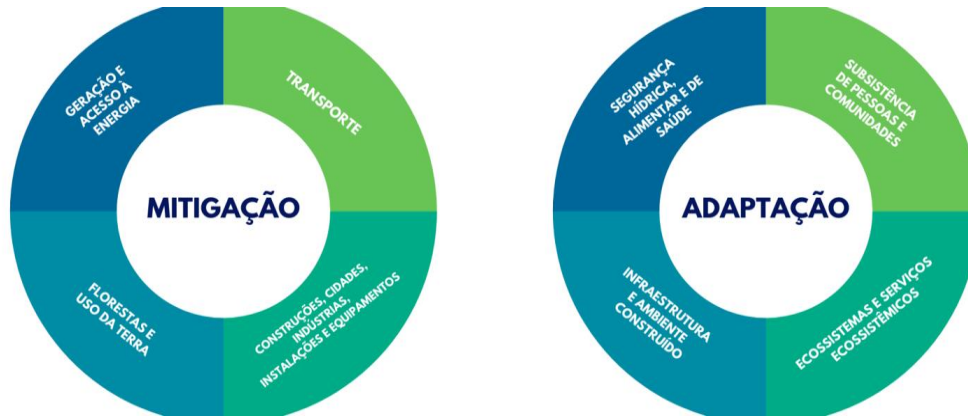 GERAÇÃO E
ACESSO À
ENERGIA
TRANSPORTE
MITIGAÇÃO
FLORESTAS E
USO DA TERRA
CONSTRUÇÕES, CIDADES,
INDÚSTRIAS,
INSTALAÇÕES E EQUIPAMENTOS
SEGURANÇA
HÍDRICA,
ALIMENTAR E DE
SAÚDE
SUBSISTÊNCIA
DE PESSOAS E
COMUNIDADES
ADAPTAÇÃO
INFRAESTRUTURA
E AMBIENTE
CONSTRUÍDO
ECOSSISTEMAS E SERVIÇOS
ECOSSISTÊMICOS